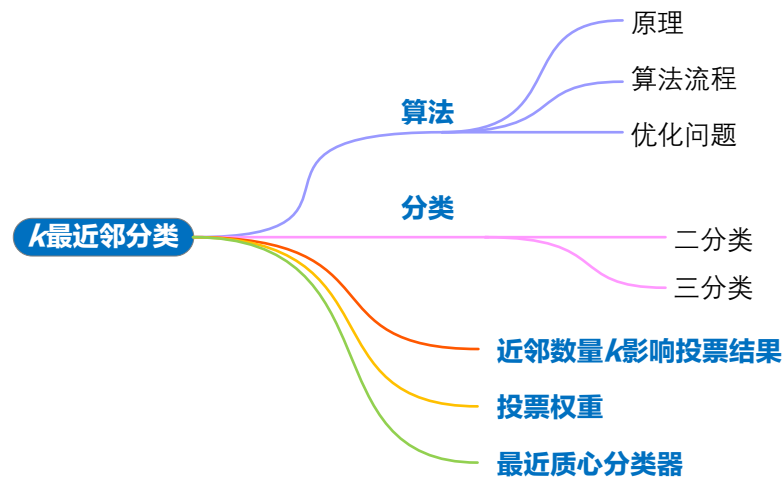 k最近邻分类
算法
原理
算法流程
优化问题
分类
二分类
三分类
近邻数量k影响投票结果
投票权重
最近质心分类器